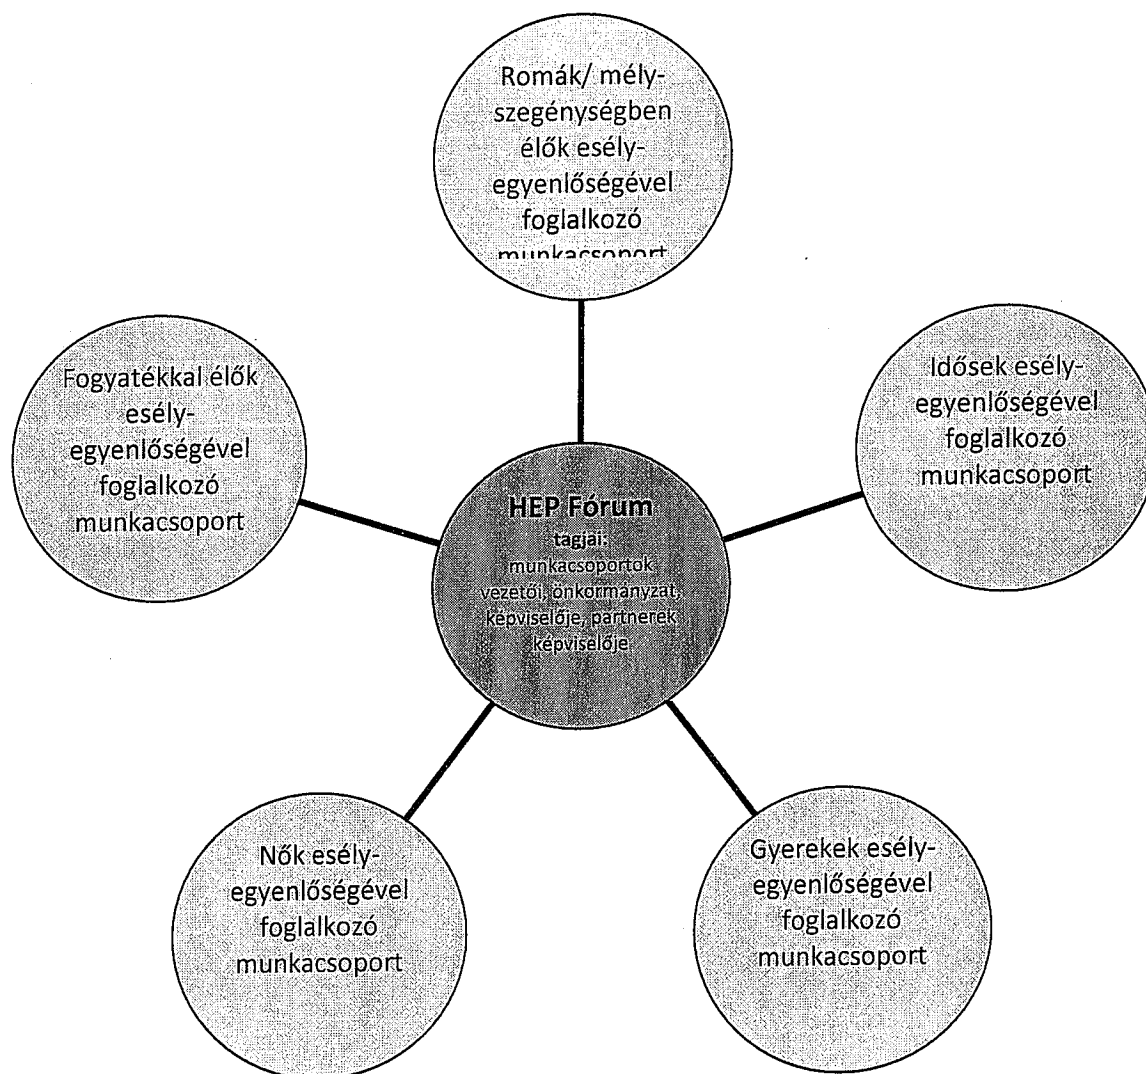 Romák/ mély-
szegénységben
élők esély-
egyenlőségével
foglalkozó
munkacsoport
Fogyatékkal élők
esély-
egyenlőségével
foglalkozó
munkacsoport
Idősek esély-
egyenlőségével
foglalkozó
munkacsoport
HEP Fórum
tagjai:
munkacsoportok
vezetői, önkormányzat,
képviselője, partnerek
képviselője
Nők esély-
egyenlőségével
foglalkozó
munkacsoport
Gyerekek esély-
egyenlőségével
foglalkozó
munkacsoport